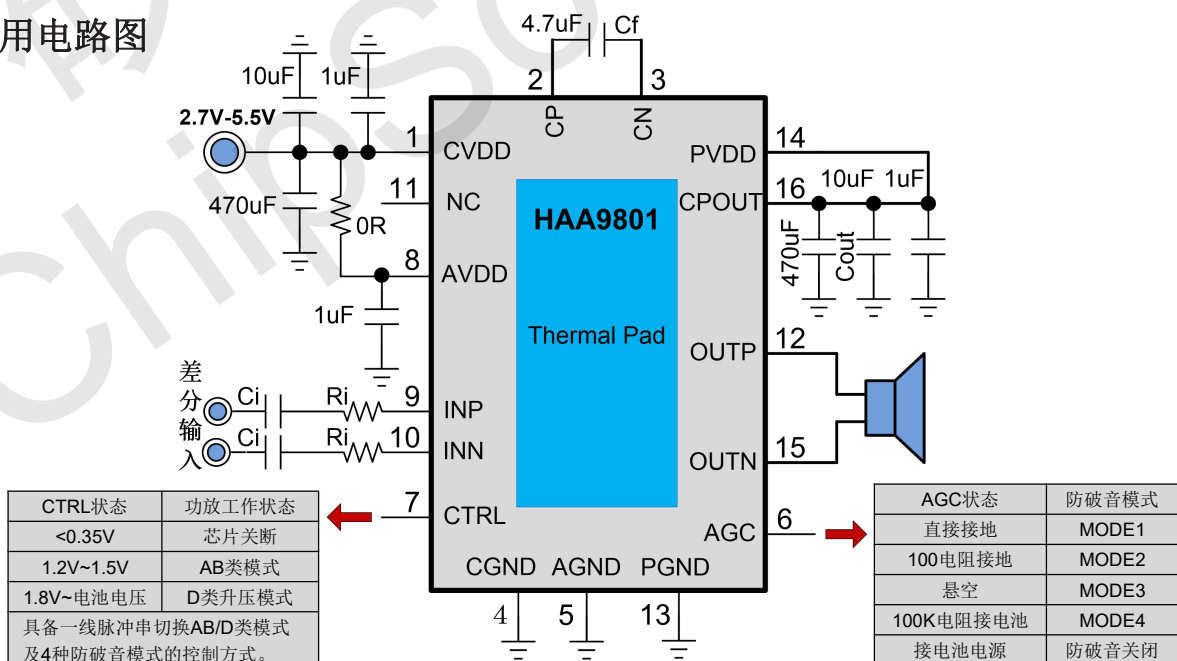 用电路图
4.7uF Cf
10uF 1uF
2 3
2.7V-5.5V
CP CN
1 CVDD
PVDD 14
11 NC
470uF
0R
CPOUT 16
10uF 1uF
HAA9801
470uF
Cout
8 AVDD
1uF
Thermal Pad
OUTP 12
差分输入
Ci Ri 9 INP
Ci Ri 10 INN
OUTN 15
7 CTRL
AGC 6
CGND AGND PGND
4 5 13
CTRL状态 功放工作状态
<0.35V 芯片关断
1.2V~1.5V AB类模式
1.8V~电池电压 D类升压模式
具备一线脉冲串切换AB/D类模式
及4种防破音模式的控制方式。
AGC状态 防破音模式
直接接地 MODE1
100电阻接地 MODE2
悬空 MODE3
100K电阻接电池 MODE4
接电池电源 防破音关闭